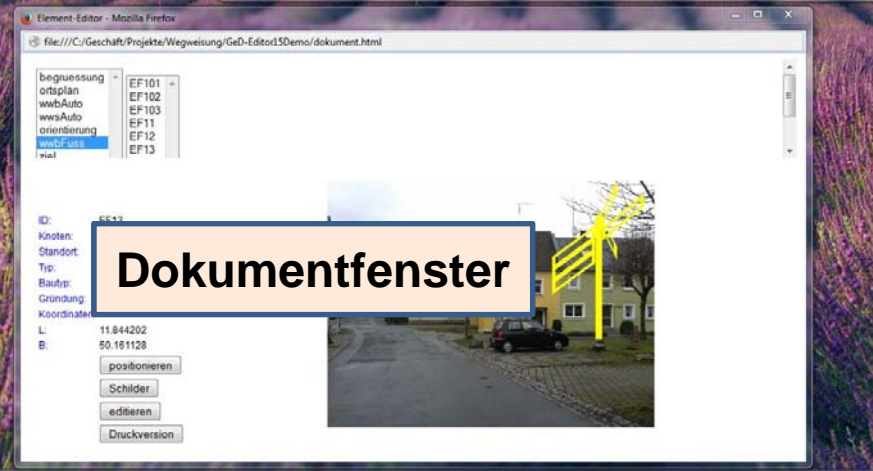 Element-Editor - Mozilla Firefox
file:///C:/Geschäft/Projekte/Wegweisung/GeD-Editor15Demo/dokument.html
begruessung
ortsplan
wwbAuto
wwsAuto
orientierung
wwbFuss
ziel
EF101
EF102
EF103
EF11
EF12
EF13
ID: EF13
Knoten:
Standort:
Typ:
Bautyp:
Gründung:
Koordinaten
Dokumentfenster
L: 11.844202
B: 50.161128
positionieren
Schilder
editieren
Druckversion